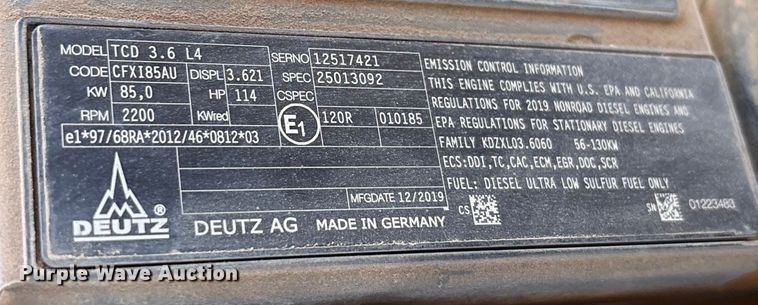 MODEL TCD 3.6 L4 SERNO 12517421
CODE CFXI85AU DISPL 3.621 SPEC 25013092
KW 85,0 HP 114 CSPEC
RPM 2200 KWred E1 120R 010185
e1*97/68RA*2012/46*0812*03
MFGDATE 12/2019
DEUTZ ® DEUTZ AG MADE IN GERMANY
EMISSION CONTROL INFORMATION
THIS ENGINE COMPLIES WITH U.S. EPA AND CALIFORNIA
REGULATIONS FOR 2019 NONROAD DIESEL ENGINES AND
EPA REGULATIONS FOR STATIONARY DIESEL ENGINES
FAMILY KDZXL03.6060 56-130KW
ECS:DDI,TC,CAC,ECM,EGR,DOC,SCR
FUEL: DIESEL ULTRA LOW SULFUR FUEL ONLY
CS SN 01223483
Purple Wave Auction